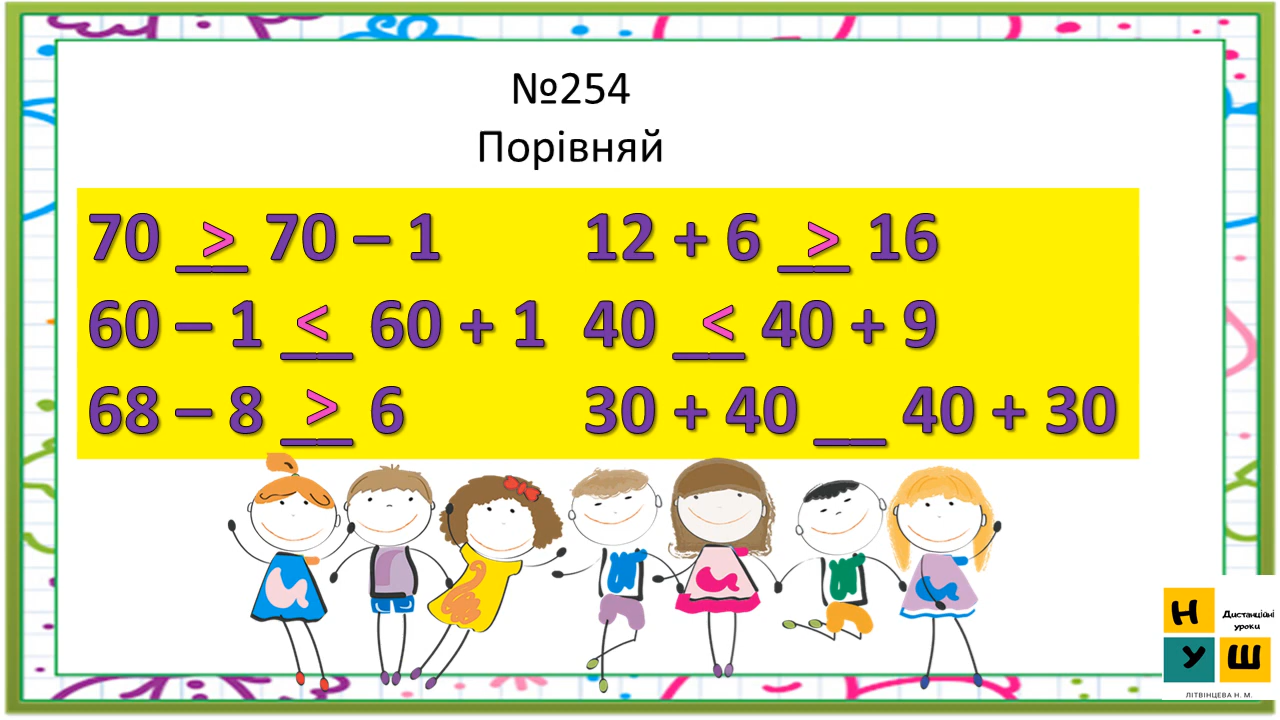 №254
Порівняй
70 > 70 – 1
60 – 1 < 60 + 1
68 – 8 > 6
12 + 6 > 16
40 < 40 + 9
30 + 40 __ 40 + 30
Н
У Ш
Дистанційні
уроки
ЛІТВІНЦЕВА Н. М.